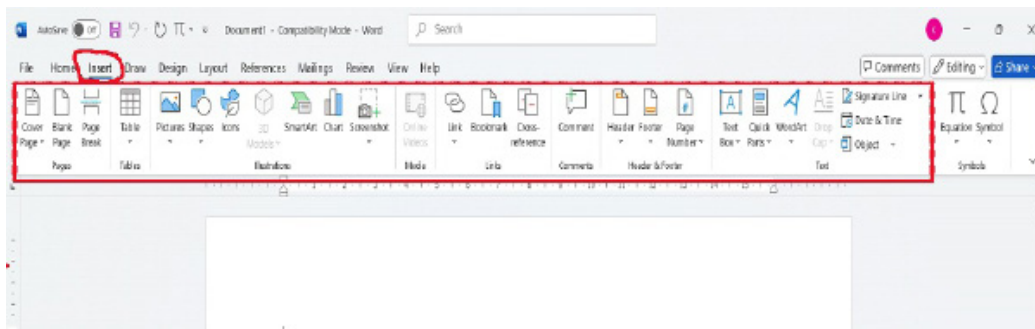 AutoSave Off Document1 - Compatibility Mode - Word Search
File Home Insert Draw Design Layout References Mailings Review View Help Comments Editing Share
Cover Page Blank Page Page Break Table Pictures Shapes Icons 3D Models SmartArt Chart Screenshot Online Videos Link Bookmark Cross-reference Comment Header Footer Page Number Text Box Quick Parts WordArt Drop Cap Signature Line Date & Time Object Equation Symbol
Pages Tables Illustrations Media Links Comments Header & Footer Text Symbols